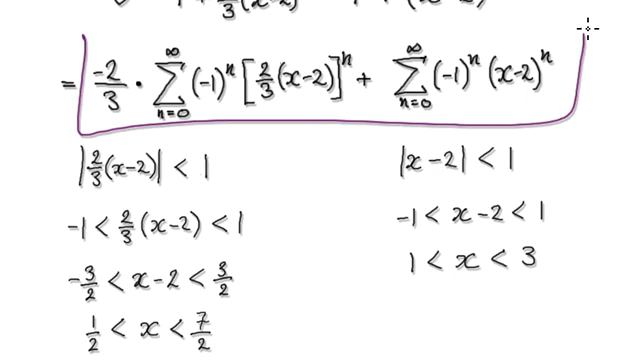 = -2/3 · ∞∑n=0 (-1)^n [2/3(x-2)]^n + ∞∑n=0 (-1)^n (x-2)^n
|2/3(x-2)| < 1
-1 < 2/3 (x-2) < 1
-3/2 < x-2 < 3/2
1/2 < x < 7/2
|x-2| < 1
-1 < x-2 < 1
1 < x < 3